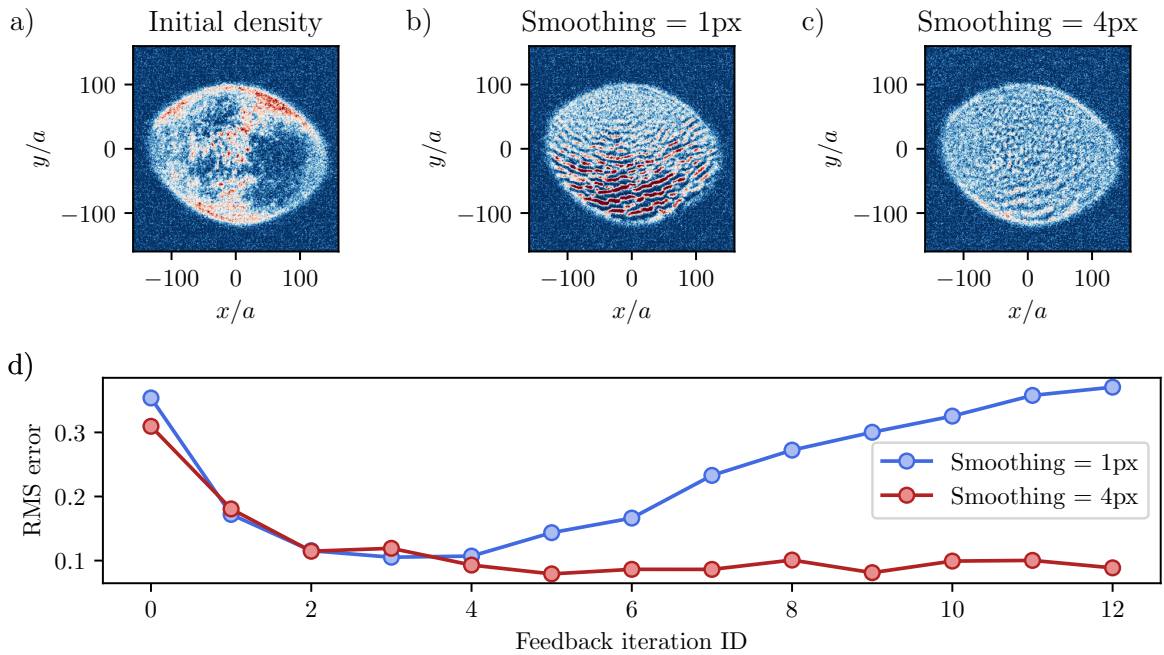 a) Initial density
b) Smoothing = 1px
c) Smoothing = 4px
100
0
−100
y/a
−100 0 100
x/a
100
0
−100
y/a
−100 0 100
x/a
100
0
−100
y/a
−100 0 100
x/a
d)
0.3
0.2
0.1
RMS error
Smoothing = 1px
Smoothing = 4px
0 2 4 6 8 10 12
Feedback iteration ID